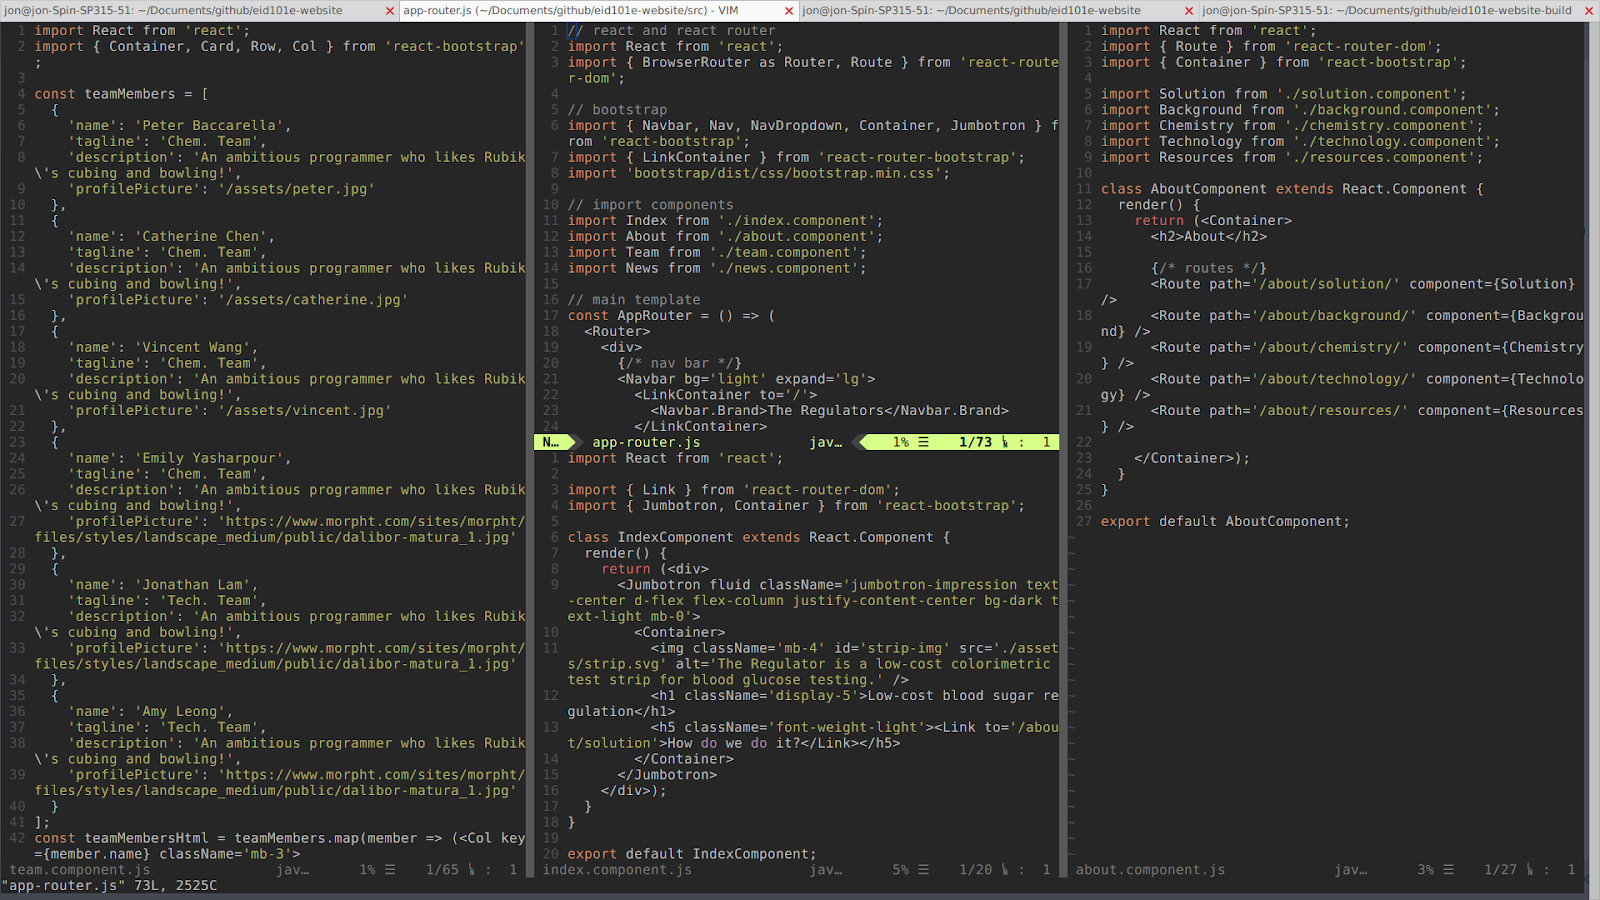 jon@jon-Spin-SP315-51: ~/Documents/github/eid101e-website
app-router.js (~/Documents/github/eid101e-website/src) - VIM
jon@jon-Spin-SP315-51: ~/Documents/github/eid101e-website
jon@jon-Spin-SP315-51: ~/Documents/github/eid101e-website-build
1 import React from 'react';
2 import { Container, Card, Row, Col } from 'react-bootstrap'
;
3
4 const teamMembers = [
5   {
6     'name': 'Peter Baccarella',
7     'tagline': 'Chem. Team',
8     'description': 'An ambitious programmer who likes Rubik
\'s cubing and bowling!',
9     'profilePicture': '/assets/peter.jpg'
10   },
11   {
12     'name': 'Catherine Chen',
13     'tagline': 'Chem. Team',
14     'description': 'An ambitious programmer who likes Rubik
\'s cubing and bowling!',
15     'profilePicture': '/assets/catherine.jpg'
16   },
17   {
18     'name': 'Vincent Wang',
19     'tagline': 'Chem. Team',
20     'description': 'An ambitious programmer who likes Rubik
\'s cubing and bowling!',
21     'profilePicture': '/assets/vincent.jpg'
22   },
23   {
24     'name': 'Emily Yasharpour',
25     'tagline': 'Chem. Team',
26     'description': 'An ambitious programmer who likes Rubik
\'s cubing and bowling!',
27     'profilePicture': 'https://www.morpht.com/sites/morpht/
files/styles/landscape_medium/public/dalibor-matura_1.jpg'
28   },
29   {
30     'name': 'Jonathan Lam',
31     'tagline': 'Tech. Team',
32     'description': 'An ambitious programmer who likes Rubik
\'s cubing and bowling!',
33     'profilePicture': 'https://www.morpht.com/sites/morpht/
files/styles/landscape_medium/public/dalibor-matura_1.jpg'
34   },
35   {
36     'name': 'Amy Leong',
37     'tagline': 'Tech. Team',
38     'description': 'An ambitious programmer who likes Rubik
\'s cubing and bowling!',
39     'profilePicture': 'https://www.morpht.com/sites/morpht/
files/styles/landscape_medium/public/dalibor-matura_1.jpg'
40   }
41 ];
42 const teamMembersHtml = teamMembers.map(member => (<Col key
={member.name} className='mb-3'>
team.component.js jav… 1% ☰ 1/65 ㏑ : 1
1 // react and react router
2 import React from 'react';
3 import { BrowserRouter as Router, Route } from 'react-route
r-dom';
4
5 // bootstrap
6 import { Navbar, Nav, NavDropdown, Container, Jumbotron } f
rom 'react-bootstrap';
7 import { LinkContainer } from 'react-router-bootstrap';
8 import 'bootstrap/dist/css/bootstrap.min.css';
9
10 // import components
11 import Index from './index.component';
12 import About from './about.component';
13 import Team from './team.component';
14 import News from './news.component';
15
16 // main template
17 const AppRouter = () => (
18   <Router>
19     <div>
20       {/* nav bar */}
21       <Navbar bg='light' expand='lg'>
22         <LinkContainer to='/'>
23           <Navbar.Brand>The Regulators</Navbar.Brand>
24         </LinkContainer>
N… app-router.js jav… 1% ☰ 1/73 ㏑ : 1
1 import React from 'react';
2
3 import { Link } from 'react-router-dom';
4 import { Jumbotron, Container } from 'react-bootstrap';
5
6 class IndexComponent extends React.Component {
7   render() {
8     return (<div>
9       <Jumbotron fluid className='jumbotron-impression text
-center d-flex flex-column justify-content-center bg-dark t
ext-light mb-0'>
10         <Container>
11           <img className='mb-4' id='strip-img' src='./asset
s/strip.svg' alt='The Regulator is a low-cost colorimetric
test strip for blood glucose testing.' />
12           <h1 className='display-5'>Low-cost blood sugar re
gulation</h1>
13           <h5 className='font-weight-light'><Link to='/abou
t/solution'>How do we do it?</Link></h5>
14         </Container>
15       </Jumbotron>
16     </div>);
17   }
18 }
19
20 export default IndexComponent;
index.component.js jav… 5% ☰ 1/20 ㏑ : 1
1 import React from 'react';
2 import { Route } from 'react-router-dom';
3 import { Container } from 'react-bootstrap';
4
5 import Solution from './solution.component';
6 import Background from './background.component';
7 import Chemistry from './chemistry.component';
8 import Technology from './technology.component';
9 import Resources from './resources.component';
10
11 class AboutComponent extends React.Component {
12   render() {
13     return (<Container>
14       <h2>About</h2>
15
16       {/* routes */}
17       <Route path='/about/solution/' component={Solution}
/>
18       <Route path='/about/background/' component={Backgrou
nd} />
19       <Route path='/about/chemistry/' component={Chemistry
} />
20       <Route path='/about/technology/' component={Technolo
gy} />
21       <Route path='/about/resources/' component={Resources
} />
22
23     </Container>);
24   }
25 }
26
27 export default AboutComponent;
about.component.js jav… 3% ☰ 1/27 ㏑ : 1
"app-router.js" 73L, 2525C